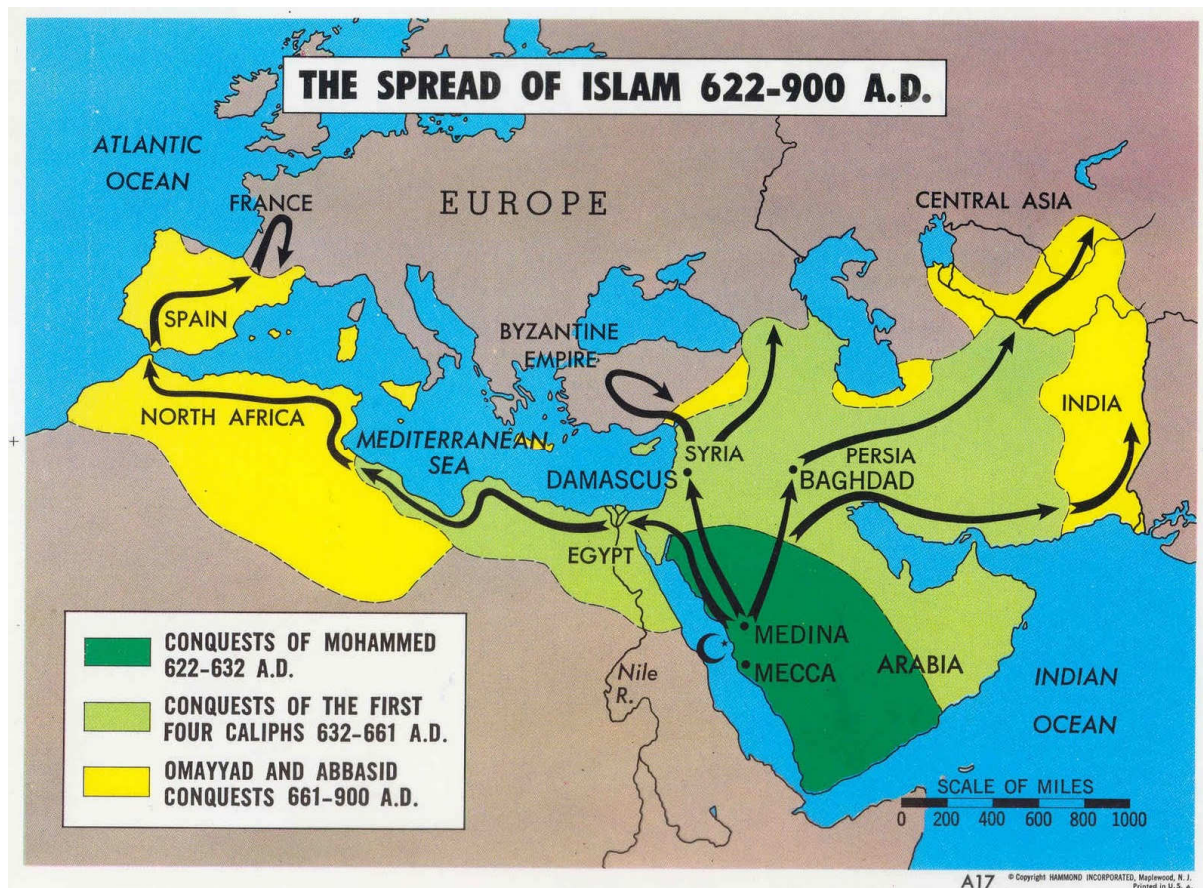 THE SPREAD OF ISLAM 622-900 A.D.
ATLANTIC
OCEAN
FRANCE
EUROPE
CENTRAL ASIA
SPAIN
BYZANTINE
EMPIRE
NORTH AFRICA
MEDITERRANEAN
SEA
SYRIA
DAMASCUS
PERSIA
BAGHDAD
INDIA
EGYPT
MEDINA
MECCA
ARABIA
Nile
R.
INDIAN
OCEAN
CONQUESTS OF MOHAMMED
622-632 A.D.
CONQUESTS OF THE FIRST
FOUR CALIPHS 632-661 A.D.
OMAYYAD AND ABBASID
CONQUESTS 661-900 A.D.
SCALE OF MILES
0 200 400 600 800 1000
A17 © Copyright HAMMOND INCORPORATED, Maplewood, N. J.
Printed in U. S.